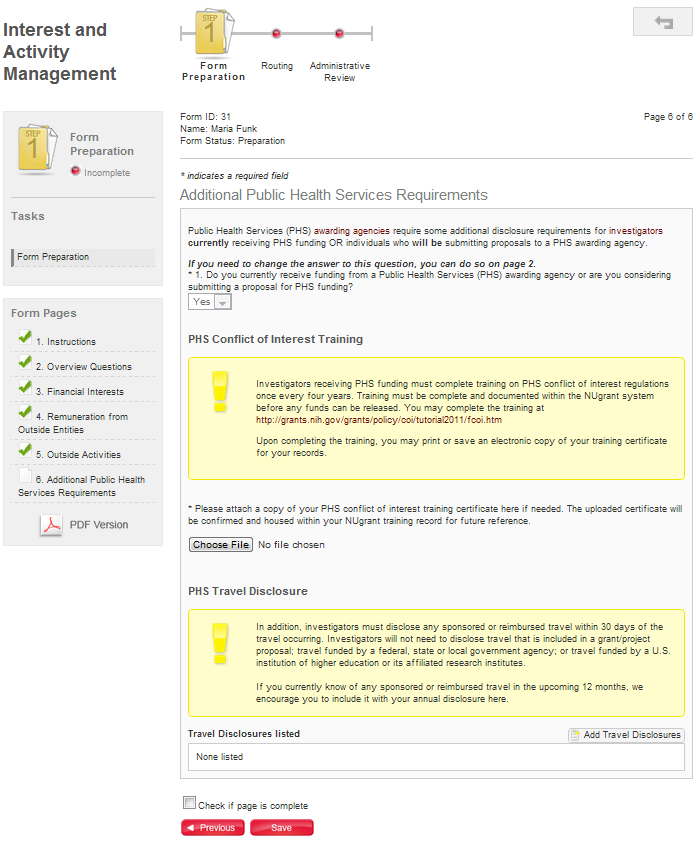 Interest and
Activity
Management
STEP
1
Form
Preparation
Routing
Administrative
Review
STEP
1
Form
Preparation
Incomplete
Tasks
Form Preparation
Form Pages
1. Instructions
2. Overview Questions
3. Financial Interests
4. Remuneration from
Outside Entities
5. Outside Activities
6. Additional Public Health
Services Requirements
PDF Version
Form ID: 31
Page 6 of 6
Name: Maria Funk
Form Status: Preparation
* indicates a required field
Additional Public Health Services Requirements
Public Health Services (PHS) awarding agencies require some additional disclosure requirements for investigators
currently receiving PHS funding OR individuals who will be submitting proposals to a PHS awarding agency.
If you need to change the answer to this question, you can do so on page 2.
* 1. Do you currently receive funding from a Public Health Services (PHS) awarding agency or are you considering
submitting a proposal for PHS funding?
Yes
PHS Conflict of Interest Training
Investigators receiving PHS funding must complete training on PHS conflict of interest regulations
once every four years. Training must be complete and documented within the NUgrant system
before any funds can be released. You may complete the training at
http://grants.nih.gov/grants/policy/coi/tutorial2011/fcoi.htm
Upon completing the training, you may print or save an electronic copy of your training certificate
for your records.
* Please attach a copy of your PHS conflict of interest training certificate here if needed. The uploaded certificate will
be confirmed and housed within your NUgrant training record for future reference.
Choose File No file chosen
PHS Travel Disclosure
In addition, investigators must disclose any sponsored or reimbursed travel within 30 days of the
travel occurring. Investigators will not need to disclose travel that is included in a grant/project
proposal; travel funded by a federal, state or local government agency; or travel funded by a U.S.
institution of higher education or its affiliated research institutes.
If you currently know of any sponsored or reimbursed travel in the upcoming 12 months, we
encourage you to include it with your annual disclosure here.
Travel Disclosures listed
Add Travel Disclosures
None listed
Check if page is complete
Previous
Save